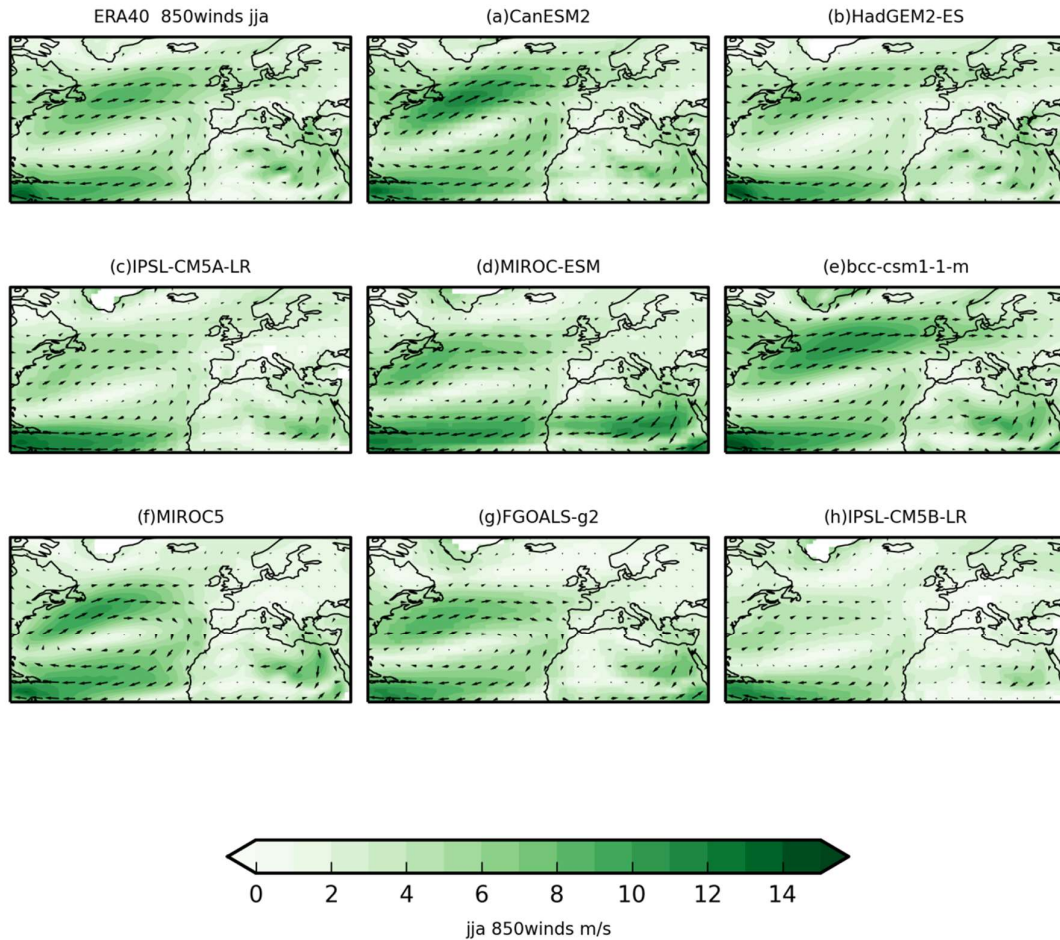 ERA40  850winds jja
(a)CanESM2
(b)HadGEM2-ES
(c)IPSL-CM5A-LR
(d)MIROC-ESM
(e)bcc-csm1-1-m
(f)MIROC5
(g)FGOALS-g2
(h)IPSL-CM5B-LR
0 2 4 6 8 10 12 14
jja 850winds m/s